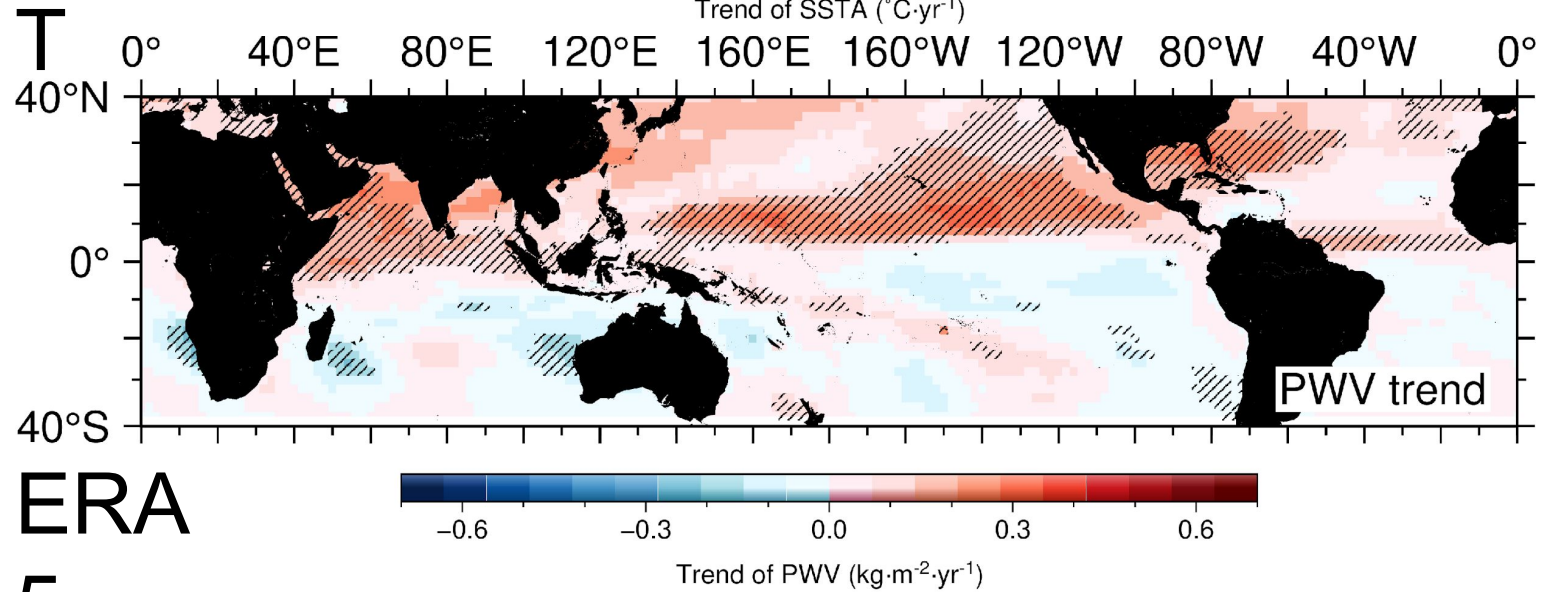 Trend of SSTA (°C·yr⁻¹)
T
0° 40°E 80°E 120°E 160°E 160°W 120°W 80°W 40°W 0°
40°N
0°
40°S
PWV trend
ERA
−0.6 −0.3 0.0 0.3 0.6
Trend of PWV (kg·m⁻²·yr⁻¹)